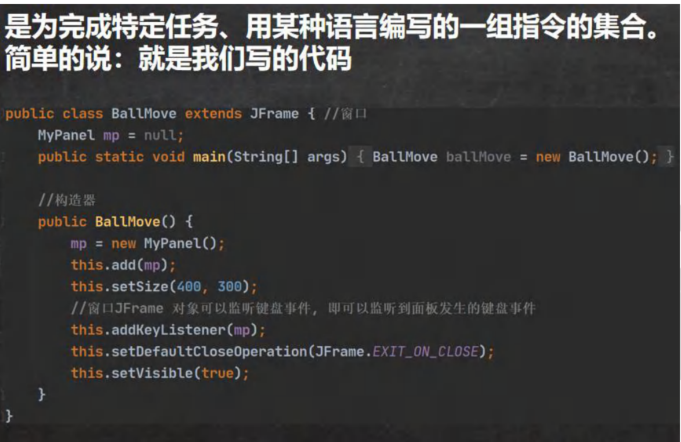 是为完成特定任务、用某种语言编写的一组指令的集合。
简单的说：就是我们写的代码
public class BallMove extends JFrame { //窗口
MyPanel mp = null;
public static void main(String[] args) { BallMove ballMove = new BallMove(); }
//构造器
public BallMove() {
mp = new MyPanel();
this.add(mp);
this.setSize(400, 300);
//窗口JFrame 对象可以监听键盘事件, 即可以监听到面板发生的键盘事件
this.addKeyListener(mp);
this.setDefaultCloseOperation(JFrame.EXIT_ON_CLOSE);
this.setVisible(true);
}
}